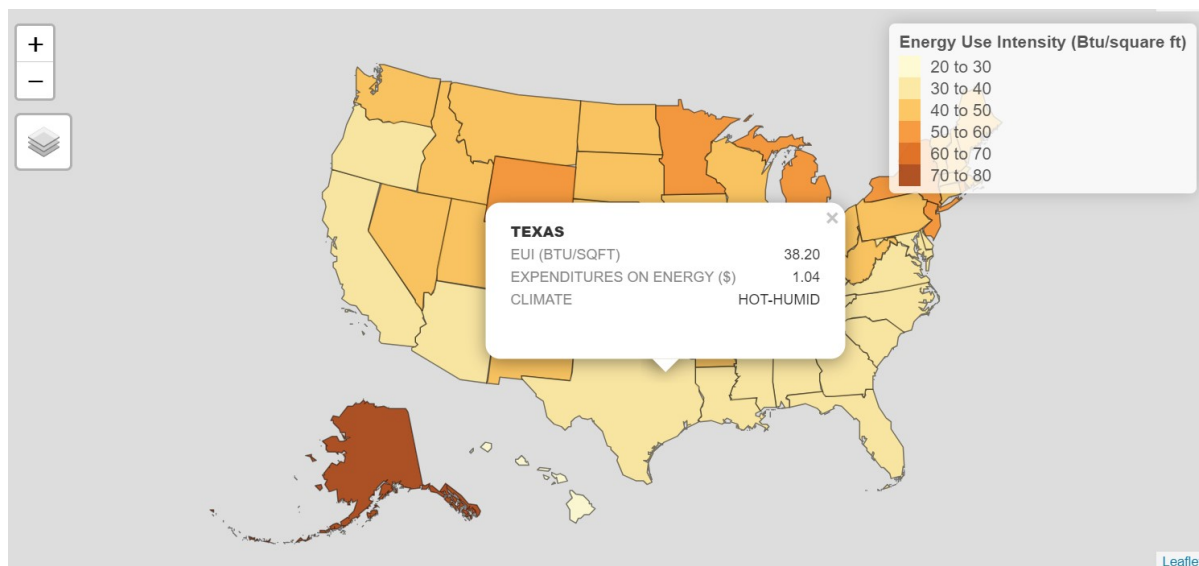 +
−
Energy Use Intensity (Btu/square ft)
20 to 30
30 to 40
40 to 50
50 to 60
60 to 70
70 to 80
×
TEXAS
EUI (BTU/SQFT) 38.20
EXPENDITURES ON ENERGY ($) 1.04
CLIMATE HOT-HUMID
Leafle